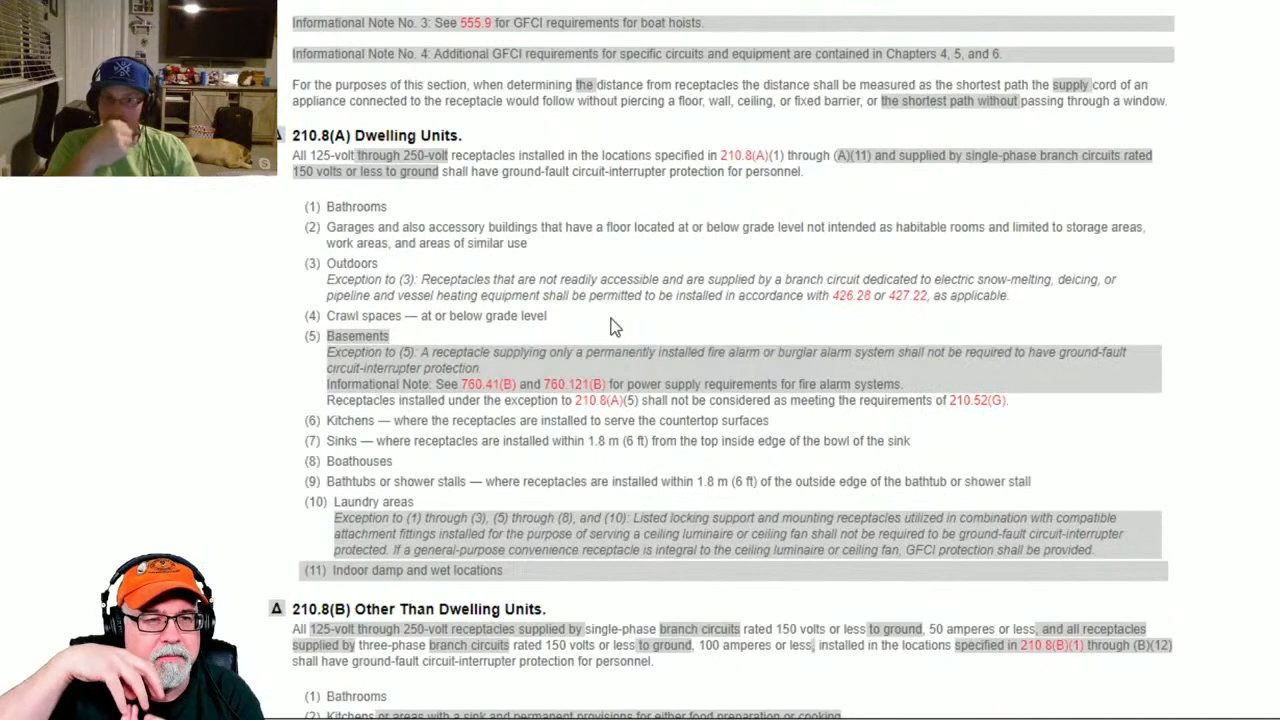 Informational Note No. 3: See 555.9 for GFCI requirements for boat hoists.
Informational Note No. 4: Additional GFCI requirements for specific circuits and equipment are contained in Chapters 4, 5, and 6.
For the purposes of this section, when determining the distance from receptacles the distance shall be measured as the shortest path the supply cord of an
appliance connected to the receptacle would follow without piercing a floor, wall, ceiling, or fixed barrier, or the shortest path without passing through a window.
Δ 210.8(A) Dwelling Units.
All 125-volt through 250-volt receptacles installed in the locations specified in 210.8(A)(1) through (A)(11) and supplied by single-phase branch circuits rated
150 volts or less to ground shall have ground-fault circuit-interrupter protection for personnel.
(1) Bathrooms
(2) Garages and also accessory buildings that have a floor located at or below grade level not intended as habitable rooms and limited to storage areas,
work areas, and areas of similar use
(3) Outdoors
Exception to (3): Receptacles that are not readily accessible and are supplied by a branch circuit dedicated to electric snow-melting, deicing, or
pipeline and vessel heating equipment shall be permitted to be installed in accordance with 426.28 or 427.22, as applicable.
(4) Crawl spaces — at or below grade level
(5) Basements
Exception to (5): A receptacle supplying only a permanently installed fire alarm or burglar alarm system shall not be required to have ground-fault
circuit-interrupter protection.
Informational Note: See 760.41(B) and 760.121(B) for power supply requirements for fire alarm systems.
Receptacles installed under the exception to 210.8(A)(5) shall not be considered as meeting the requirements of 210.52(G).
(6) Kitchens — where the receptacles are installed to serve the countertop surfaces
(7) Sinks — where receptacles are installed within 1.8 m (6 ft) from the top inside edge of the bowl of the sink
(8) Boathouses
(9) Bathtubs or shower stalls — where receptacles are installed within 1.8 m (6 ft) of the outside edge of the bathtub or shower stall
(10) Laundry areas
Exception to (1) through (3), (5) through (8), and (10): Listed locking support and mounting receptacles utilized in combination with compatible
attachment fittings installed for the purpose of serving a ceiling luminaire or ceiling fan shall not be required to be ground-fault circuit-interrupter
protected. If a general-purpose convenience receptacle is integral to the ceiling luminaire or ceiling fan, GFCI protection shall be provided.
(11) Indoor damp and wet locations
Δ 210.8(B) Other Than Dwelling Units.
All 125-volt through 250-volt receptacles supplied by single-phase branch circuits rated 150 volts or less to ground, 50 amperes or less, and all receptacles
supplied by three-phase branch circuits rated 150 volts or less to ground, 100 amperes or less, installed in the locations specified in 210.8(B)(1) through (B)(12)
shall have ground-fault circuit-interrupter protection for personnel.
(1) Bathrooms
(2) Kitchens or areas with a sink and permanent provisions for either food preparation or cooking